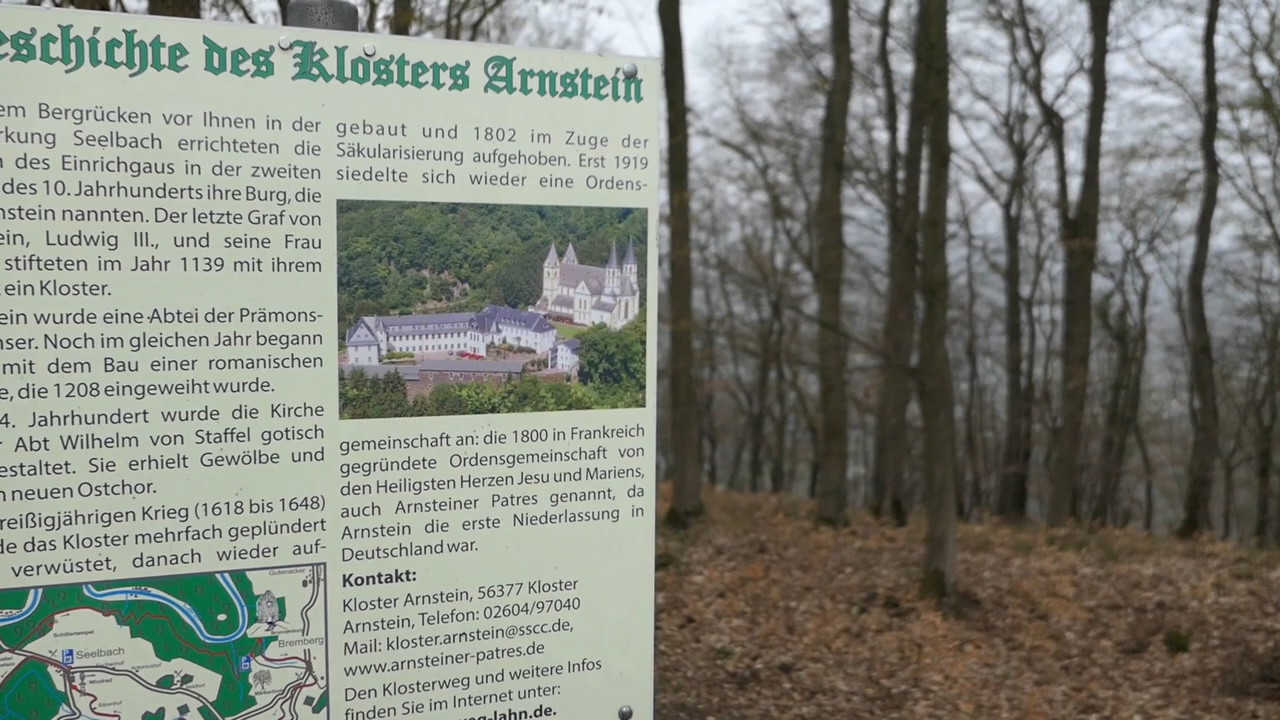 eschichte des Klosters Arnstein
em Bergrücken vor Ihnen in der
rkung Seelbach errichteten die
n des Einrichgaus in der zweiten
des 10. Jahrhunderts ihre Burg, die
nstein nannten. Der letzte Graf von
ein, Ludwig III., und seine Frau
stifteten im Jahr 1139 mit ihrem
ein Kloster.
ein wurde eine Abtei der Prämons-
nser. Noch im gleichen Jahr begann
mit dem Bau einer romanischen
e, die 1208 eingeweiht wurde.
4. Jahrhundert wurde die Kirche
r Abt Wilhelm von Staffel gotisch
estaltet. Sie erhielt Gewölbe und
n neuen Ostchor.
reißigjährigen Krieg (1618 bis 1648)
de das Kloster mehrfach geplündert
verwüstet, danach wieder auf-
gebaut und 1802 im Zuge der
Säkularisierung aufgehoben. Erst 1919
siedelte sich wieder eine Ordens-
gemeinschaft an: die 1800 in Frankreich
gegründete Ordensgemeinschaft von
den Heiligsten Herzen Jesu und Mariens,
auch Arnsteiner Patres genannt, da
Arnstein die erste Niederlassung in
Deutschland war.
Kontakt:
Kloster Arnstein, 56377 Kloster
Arnstein, Telefon: 02604/97040
Mail: kloster.arnstein@sscc.de,
www.arnsteiner-patres.de
Den Klosterweg und weitere Infos
finden Sie im Internet unter:
eg-lahn.de.
Gutenacker
Schillertempel
Bremberg
Seelbach